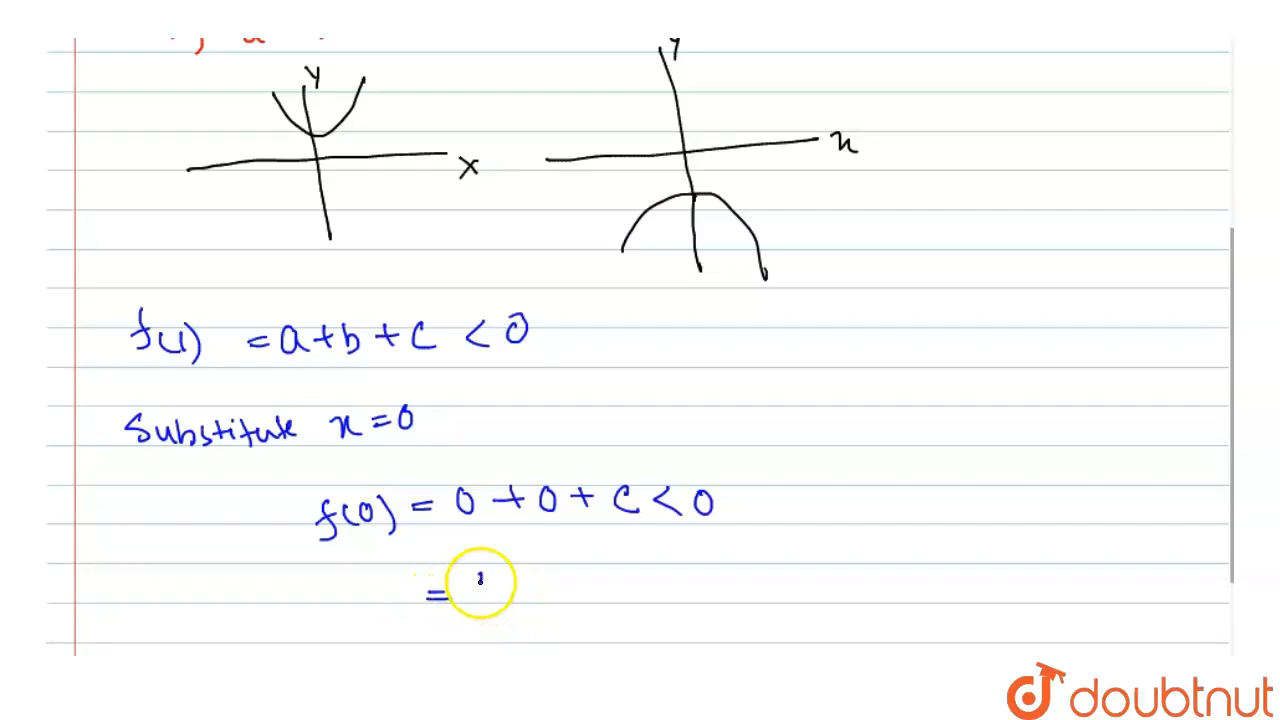 y
y
x
x
f(1) = a+b+c < 0
Substitute x=0
f(0) = 0+0+c<0
=
doubtnut